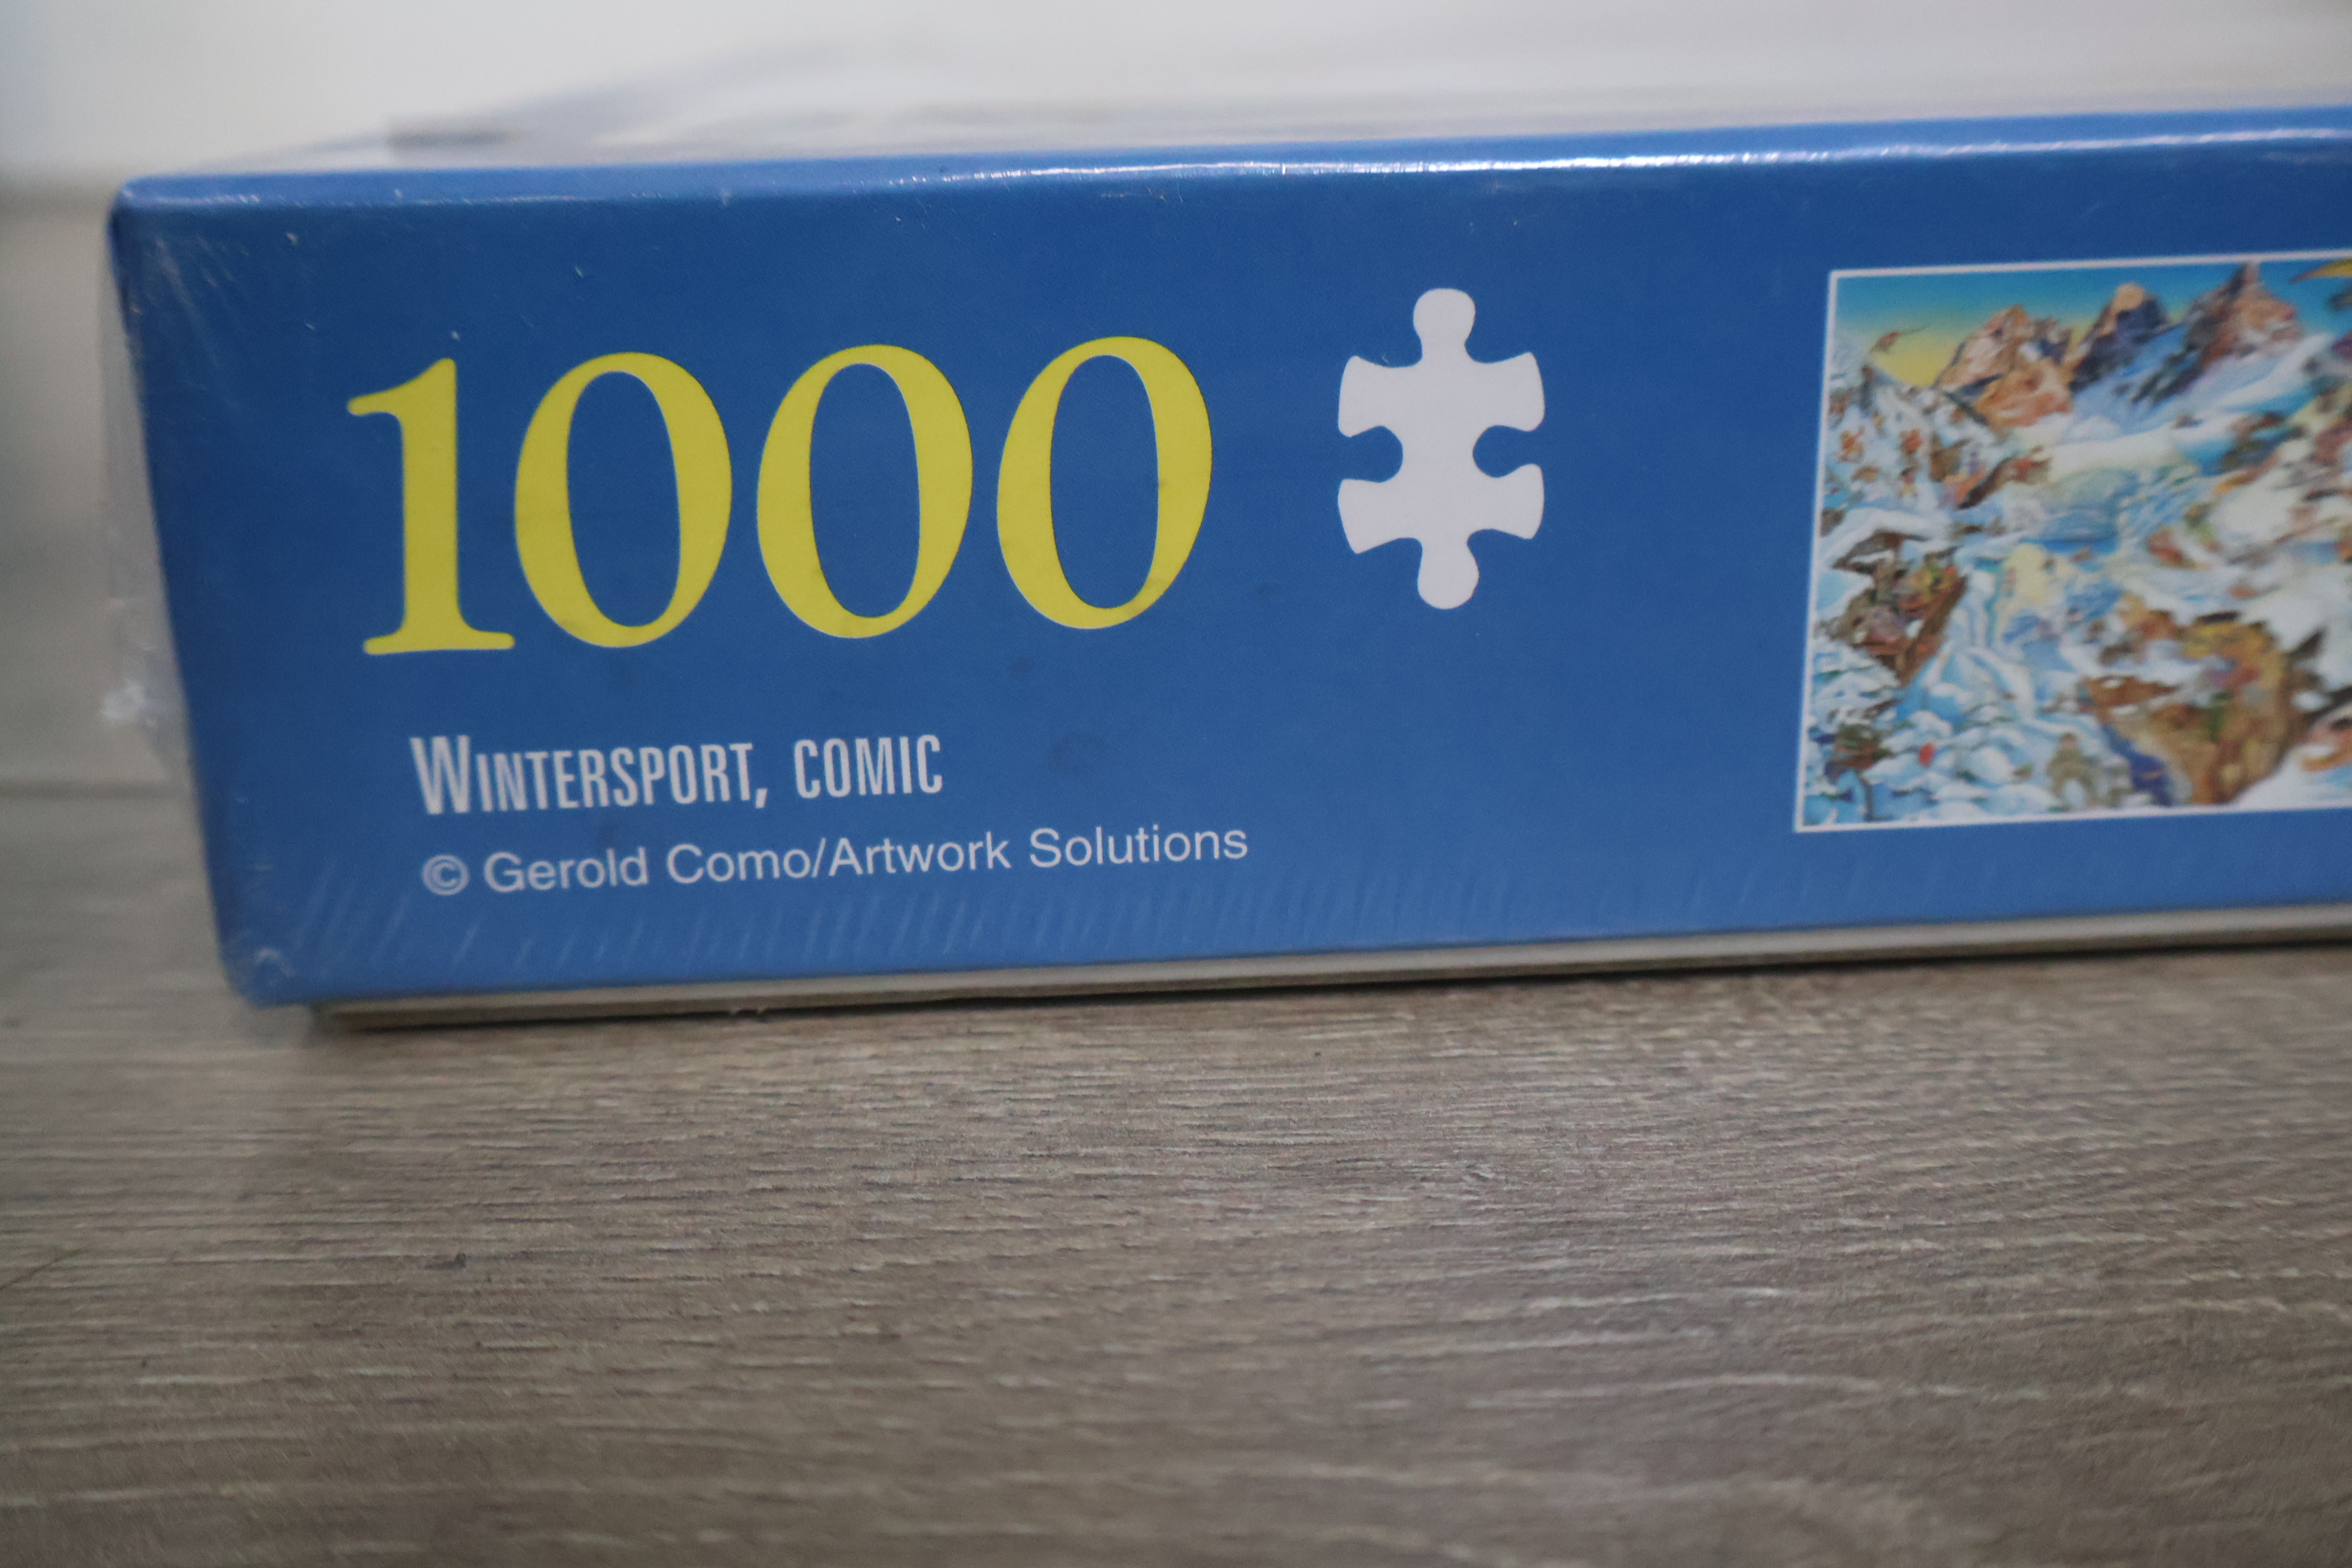 1000
WINTERSPORT, COMIC
© Gerold Como/Artwork Solutions